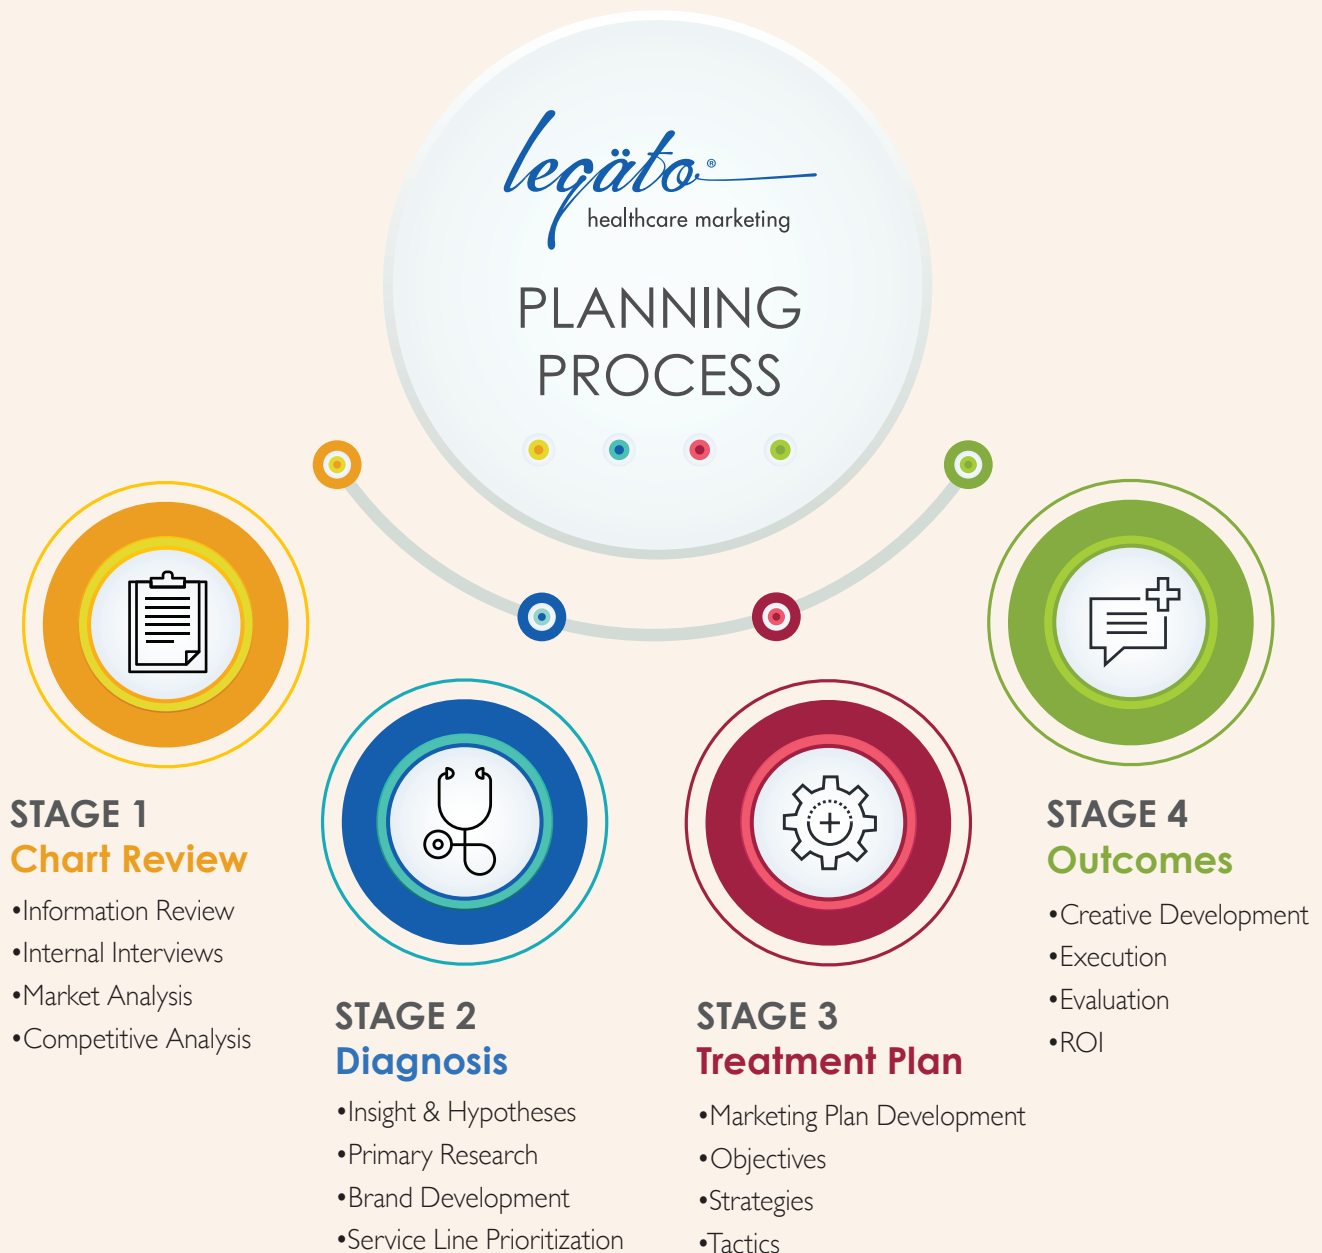 legäto®
healthcare marketing
PLANNING
PROCESS
STAGE 1
Chart Review
•Information Review
•Internal Interviews
•Market Analysis
•Competitive Analysis
STAGE 2
Diagnosis
•Insight & Hypotheses
•Primary Research
•Brand Development
•Service Line Prioritization
STAGE 3
Treatment Plan
•Marketing Plan Development
•Objectives
•Strategies
•Tactics
STAGE 4
Outcomes
•Creative Development
•Execution
•Evaluation
•ROI